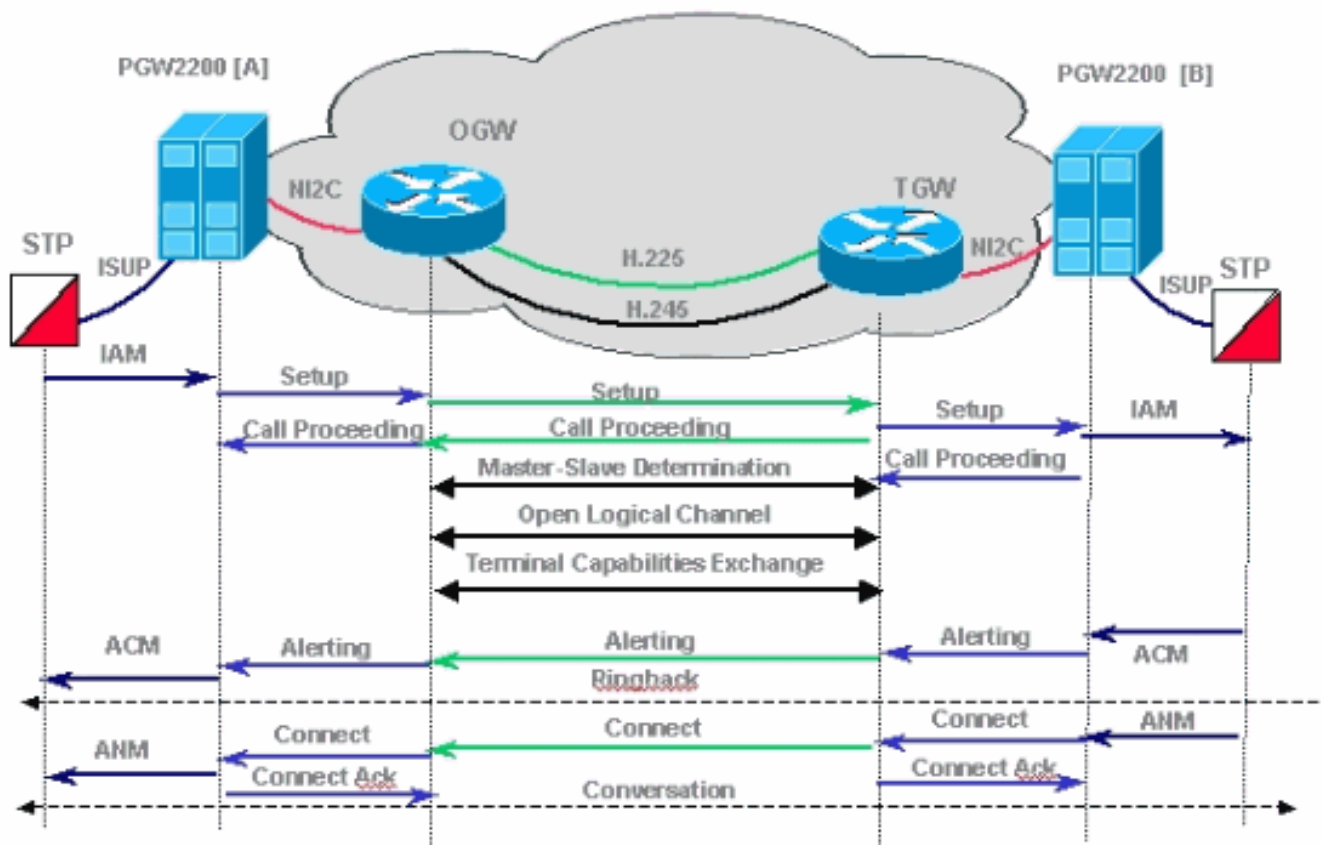 PGW2200 [A]
PGW2200 [B]
OGW
TGW
NI2C
NI2C
STP
ISUP
H.225
H.245
ISUP
STP
IAM
Setup
Setup
Setup
IAM
Call Proceeding
Call Proceeding
Call Proceeding
Master-Slave Determination
Open Logical Channel
Terminal Capabilities Exchange
ACM
Alerting
Alerting
Alerting
ACM
Ringback
ANM
Connect
Connect
Connect
ANM
Connect Ack
Conversation
Connect Ack